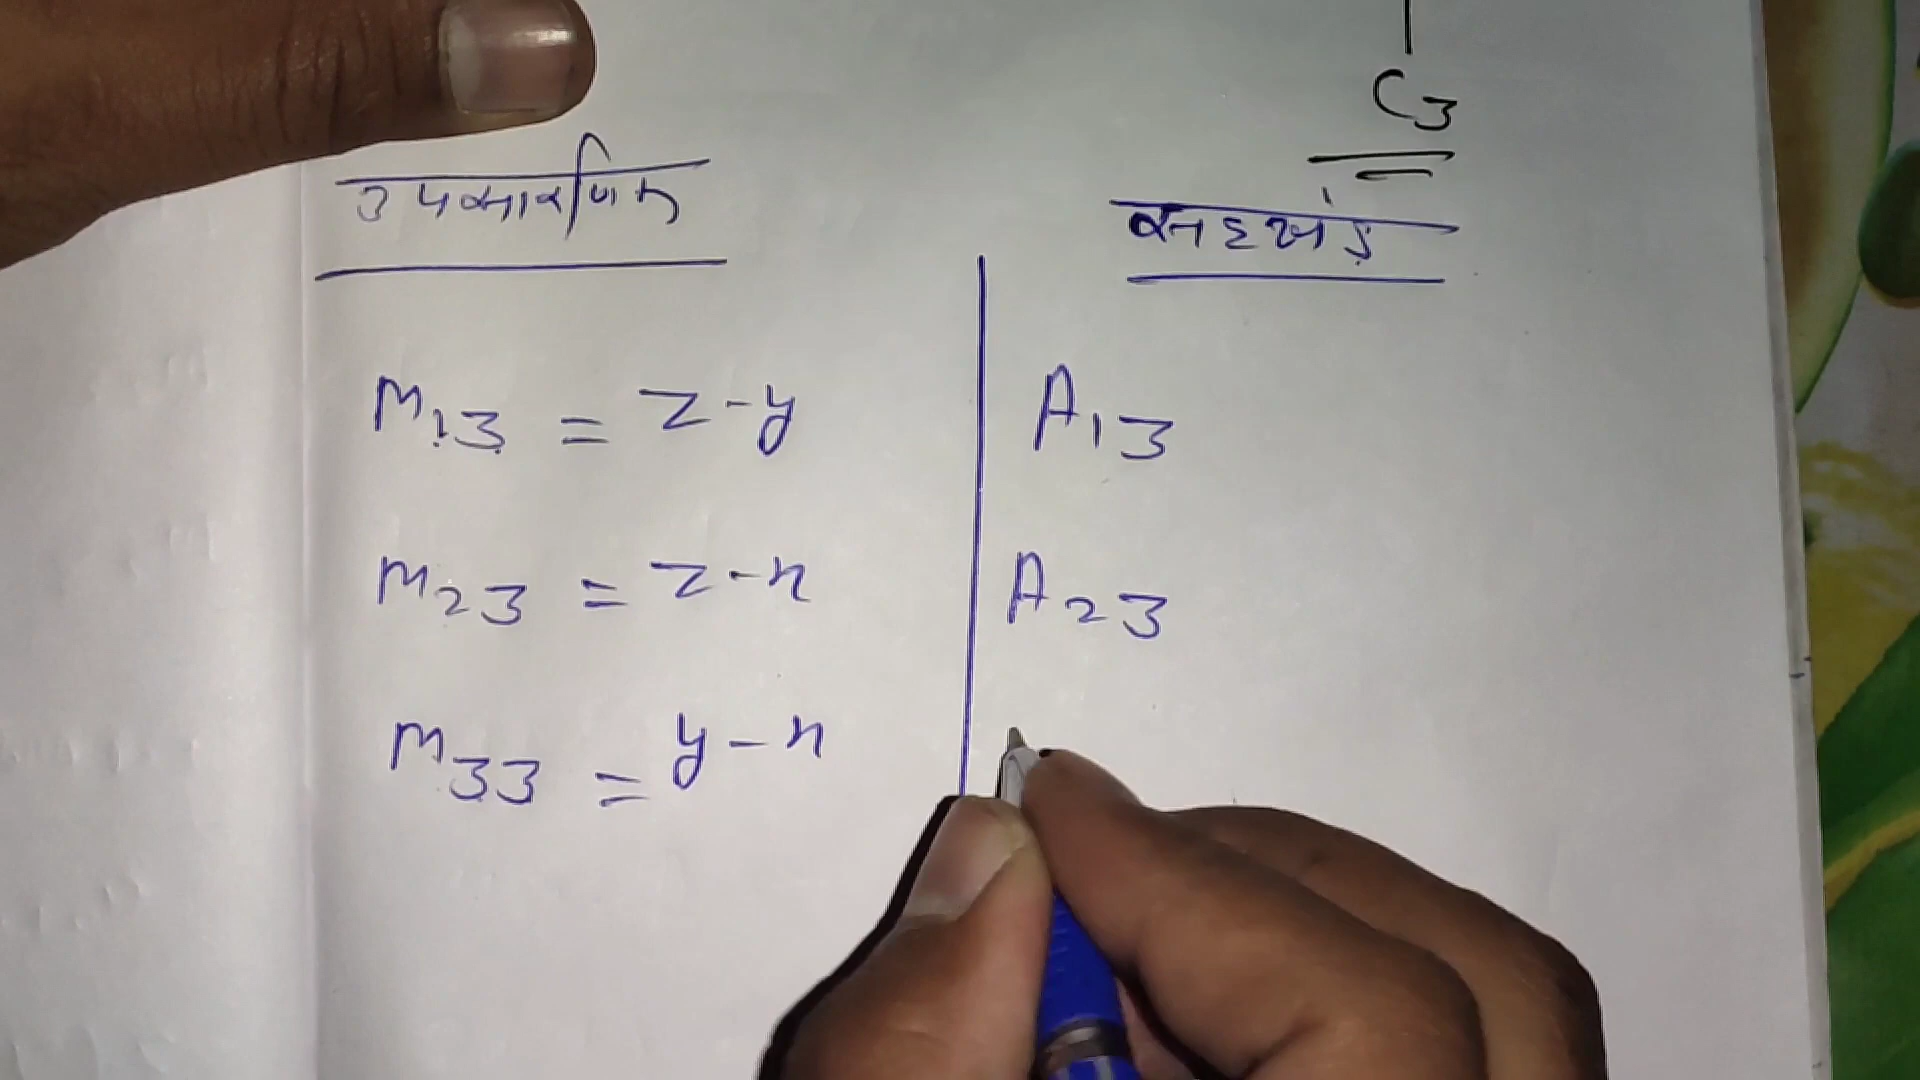 C3
उपसारणिक
सहखंड
M13 = z-y
A13
M23 = z-x
A23
M33 = y-x